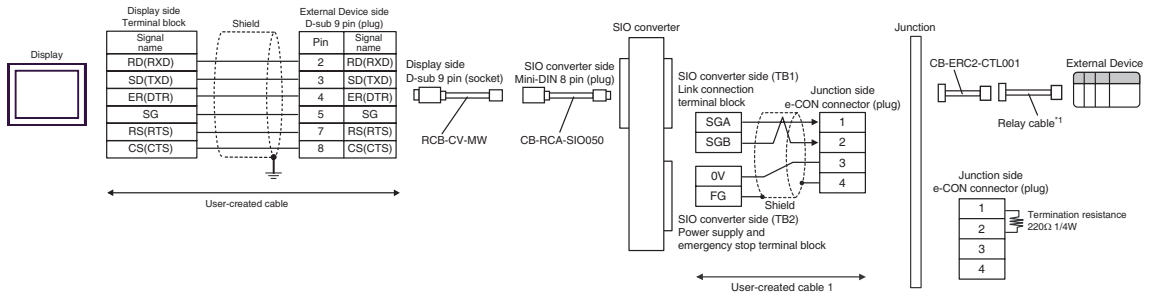 Display
Display side
Terminal block
Shield
External Device side
D-sub 9 pin (plug)
Signal name
Pin
Signal name
RD(RXD) 2 RD(RXD)
SD(TXD) 3 SD(TXD)
ER(DTR) 4 ER(DTR)
SG 5 SG
RS(RTS) 7 RS(RTS)
CS(CTS) 8 CS(CTS)
User-created cable
Display side
D-sub 9 pin (socket)
RCB-CV-MW
SIO converter side
Mini-DIN 8 pin (plug)
CB-RCA-SIO050
SIO converter
SIO converter side (TB1)
Link connection
terminal block
Junction side
e-CON connector (plug)
SGA 1
SGB 2
0V 3
FG 4
Shield
SIO converter side (TB2)
Power supply and
emergency stop terminal block
User-created cable 1
Junction
CB-ERC2-CTL001
External Device
Relay cable*1
Junction side
e-CON connector (plug)
1
2
3
4
Termination resistance
220Ω 1/4W